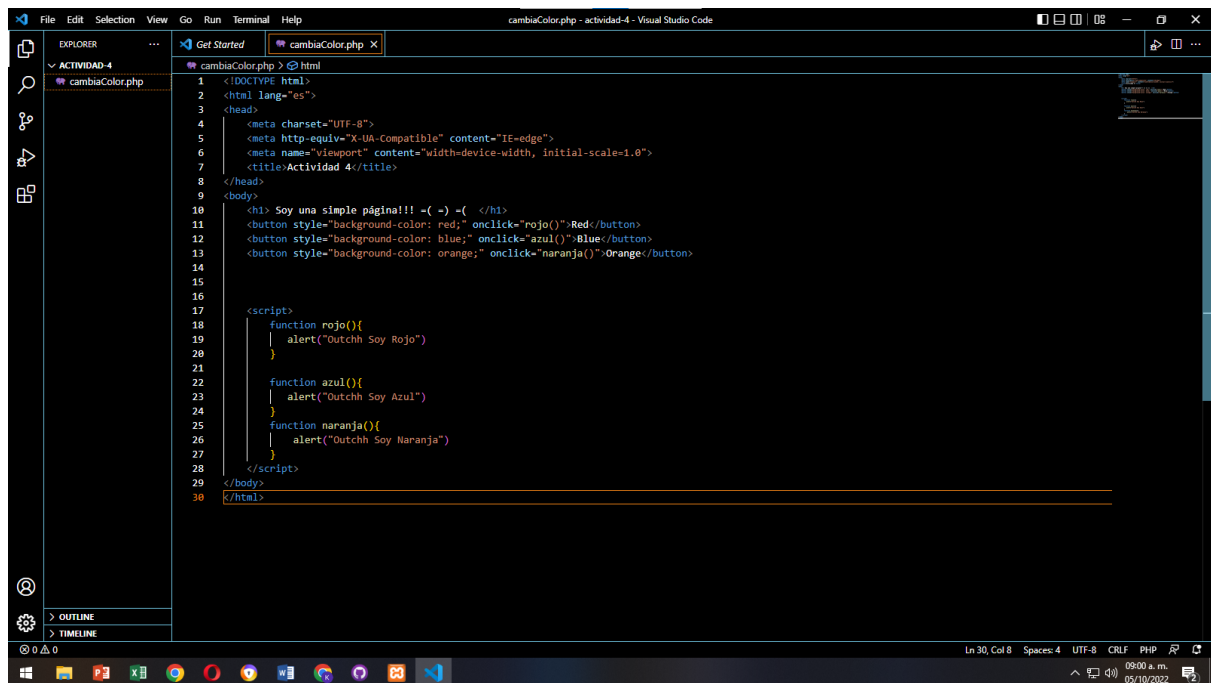 File Edit Selection View Go Run Terminal Help
cambiaColor.php - actividad-4 - Visual Studio Code
EXPLORER
Get Started
cambiaColor.php
ACTIVIDAD-4
cambiaColor.php
cambiaColor.php > html
1 <!DOCTYPE html>
2 <html lang="es">
3 <head>
4 <meta charset="UTF-8">
5 <meta http-equiv="X-UA-Compatible" content="IE=edge">
6 <meta name="viewport" content="width=device-width, initial-scale=1.0">
7 <title>Actividad 4</title>
8 </head>
9 <body>
10 <h1> Soy una simple página!!! =( =) =(  </h1>
11 <button style="background-color: red;" onclick="rojo()">Red</button>
12 <button style="background-color: blue;" onclick="azul()">Blue</button>
13 <button style="background-color: orange;" onclick="naranja()">Orange</button>
14
15
16
17 <script>
18 function rojo(){
19 alert("Outchh Soy Rojo")
20 }
21
22 function azul(){
23 alert("Outchh Soy Azul")
24 }
25 function naranja(){
26 alert("Outchh Soy Naranja")
27 }
28 </script>
29 </body>
30 </html>
OUTLINE
TIMELINE
0 0
Ln 30, Col 8 Spaces: 4 UTF-8 CRLF PHP
09:00 a. m.
05/10/2022